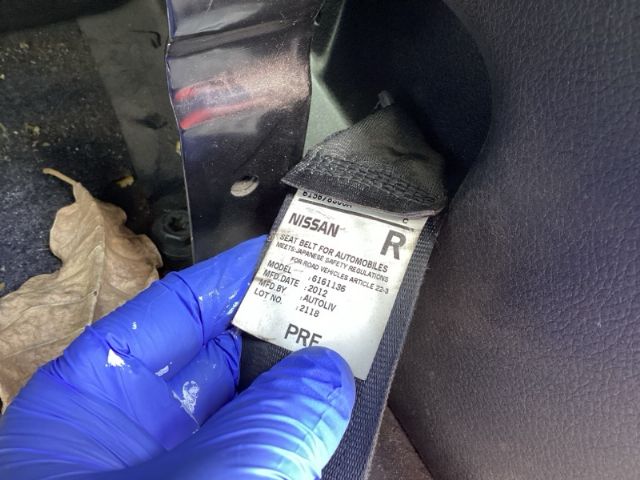 NISSAN
R
SEAT BELT FOR AUTOMOBILES
MEETS JAPANESE SAFETY REGULATIONS
FOR ROAD VEHICLES ARTICLE 22-3
MODEL : 6161136
MFD.DATE : 2012
MFD.BY : AUTOLIV
LOT NO. : 2118